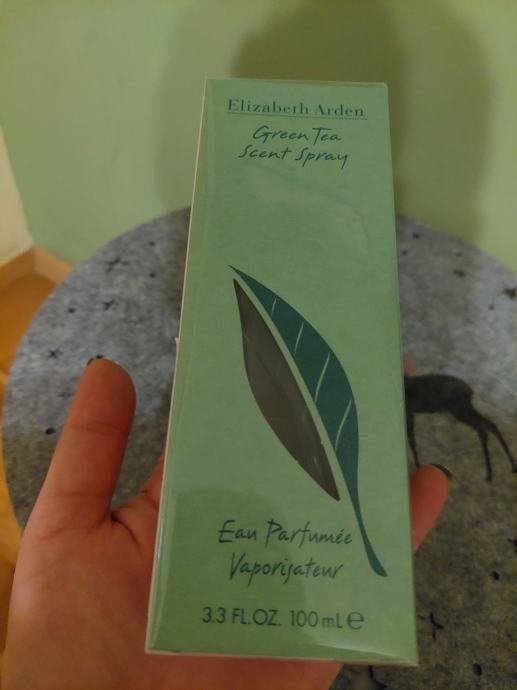 Elizabeth Arden
Green Tea
Scent Spray
Eau Parfumée
Vaporisateur
3.3 FL.OZ. 100 mL ℮